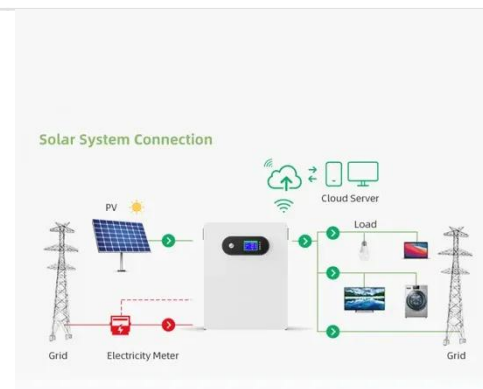 Solar System Connection
Cloud Server
PV
Load
Grid
Electricity Meter
Grid